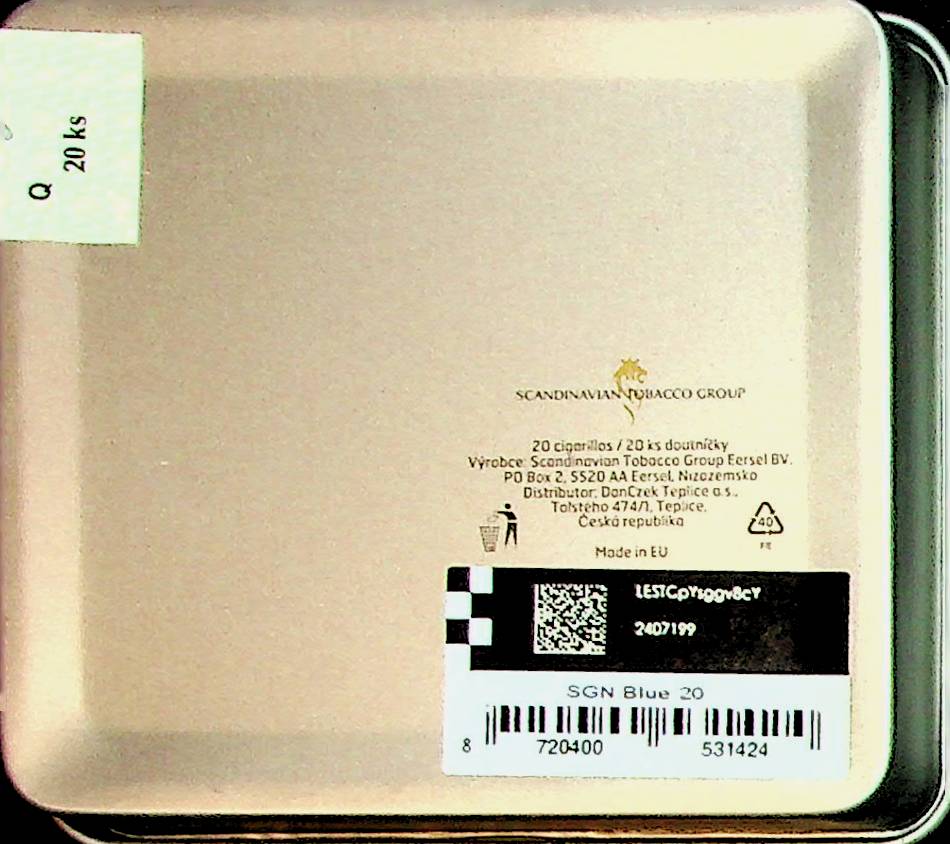 Q
20 ks
SCANDINAVIAN TOBACCO GROUP
20 cigarillos / 20 ks doutníčky
Výrobce: Scandinavian Tobacco Group Eersel BV.
PO Box 2, 5520 AA Eersel, Nizozemsko
Distributor: DanCzek Teplice a.s.,
Tolstého 474/1, Teplice,
Česká republika
40
FE
Made in EU
LESTCpYsggv8cY
2407199
SGN Blue 20
8 720400 531424